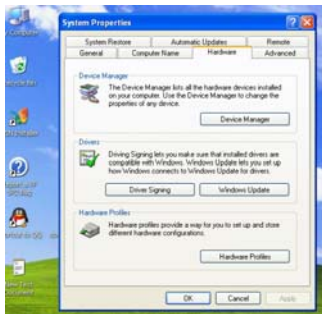 System Properties
System Restore Automatic Updates Remote
General Computer Name Hardware Advanced
Device Manager
The Device Manager lists all the hardware devices installed
on your computer. Use the Device Manager to change the
properties of any device.
Device Manager
Drivers
Driver Signing lets you make sure that installed drivers are
compatible with Windows. Windows Update lets you set up
how Windows connects to Windows Update for drivers.
Driver Signing Windows Update
Hardware Profiles
Hardware profiles provide a way for you to set up and store
different hardware configurations.
Hardware Profiles
OK Cancel Apply